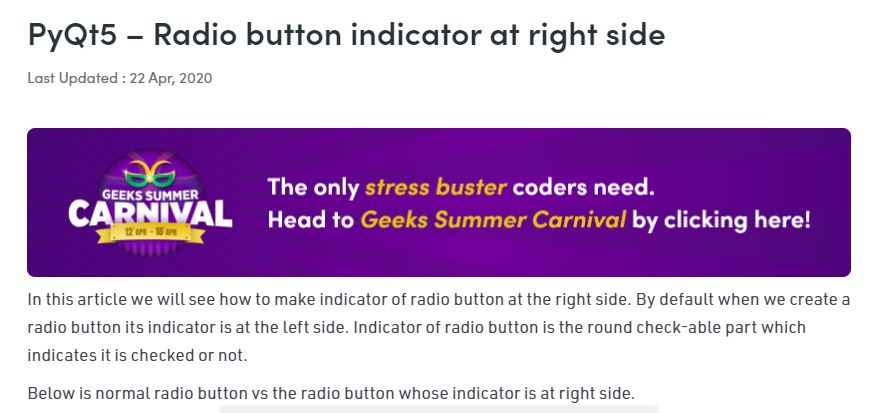 PyQt5 – Radio button indicator at right side
Last Updated : 22 Apr, 2020
GEEKS SUMMER
CARNIVAL
12 APR - 18 APR
The only stress buster coders need.
Head to Geeks Summer Carnival by clicking here!
In this article we will see how to make indicator of radio button at the right side. By default when we create a
radio button its indicator is at the left side. Indicator of radio button is the round check-able part which
indicates it is checked or not.
Below is normal radio button vs the radio button whose indicator is at right side.